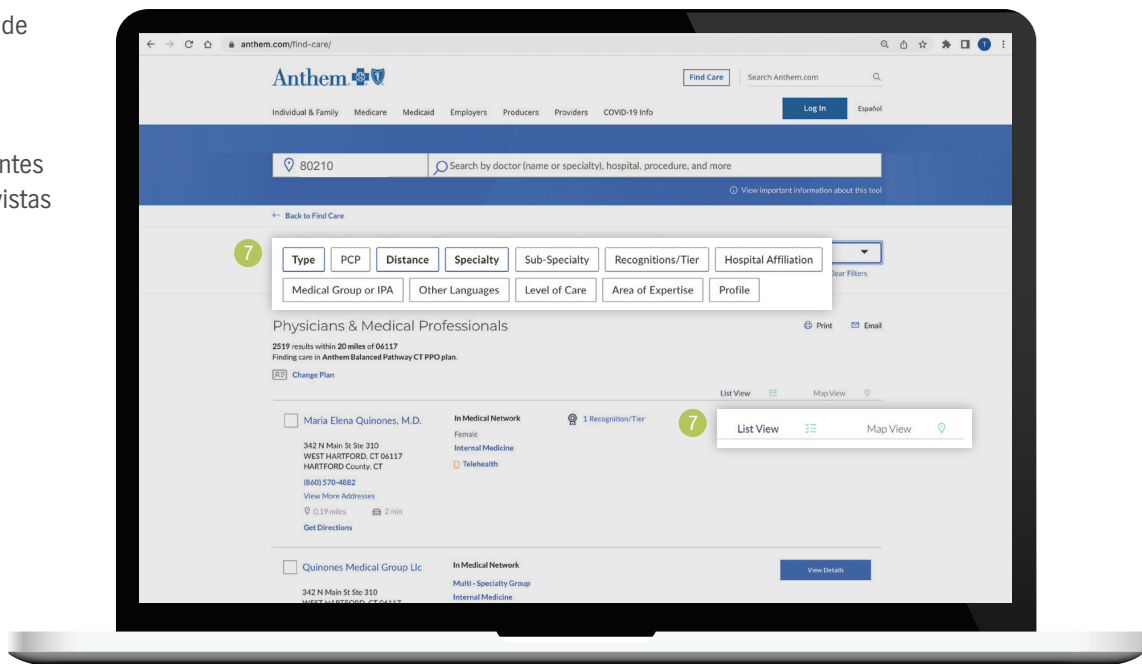 de
ntes
vistas
anthem.com/find-care/
Anthem.
Find Care
Search Anthem.com
Individual & Family Medicare Medicaid Employers Producers Providers COVID-19 Info
Log In
Español
80210
Search by doctor (name or specialty), hospital, procedure, and more
View important information about this tool
← Back to Find Care
7
Type PCP Distance Specialty Sub-Specialty Recognitions/Tier Hospital Affiliation
Medical Group or IPA Other Languages Level of Care Area of Expertise Profile
Clear Filters
Physicians & Medical Professionals
Print Email
2519 results within 20 miles of 06117
Finding care in Anthem Balanced Pathway CT PPO plan.
Change Plan
List View Map View
7
List View Map View
Maria Elena Quinones, M.D.
342 N Main St Ste 310
WEST HARTFORD, CT 06117
HARTFORD County, CT
(860) 570-4882
View More Addresses
0.19 miles 2 min
Get Directions
In Medical Network
Female
Internal Medicine
Telehealth
1 Recognition/Tier
Quinones Medical Group Llc
342 N Main St Ste 310
WEST HARTFORD, CT 06117
In Medical Network
Multi - Specialty Group
Internal Medicine
View Details